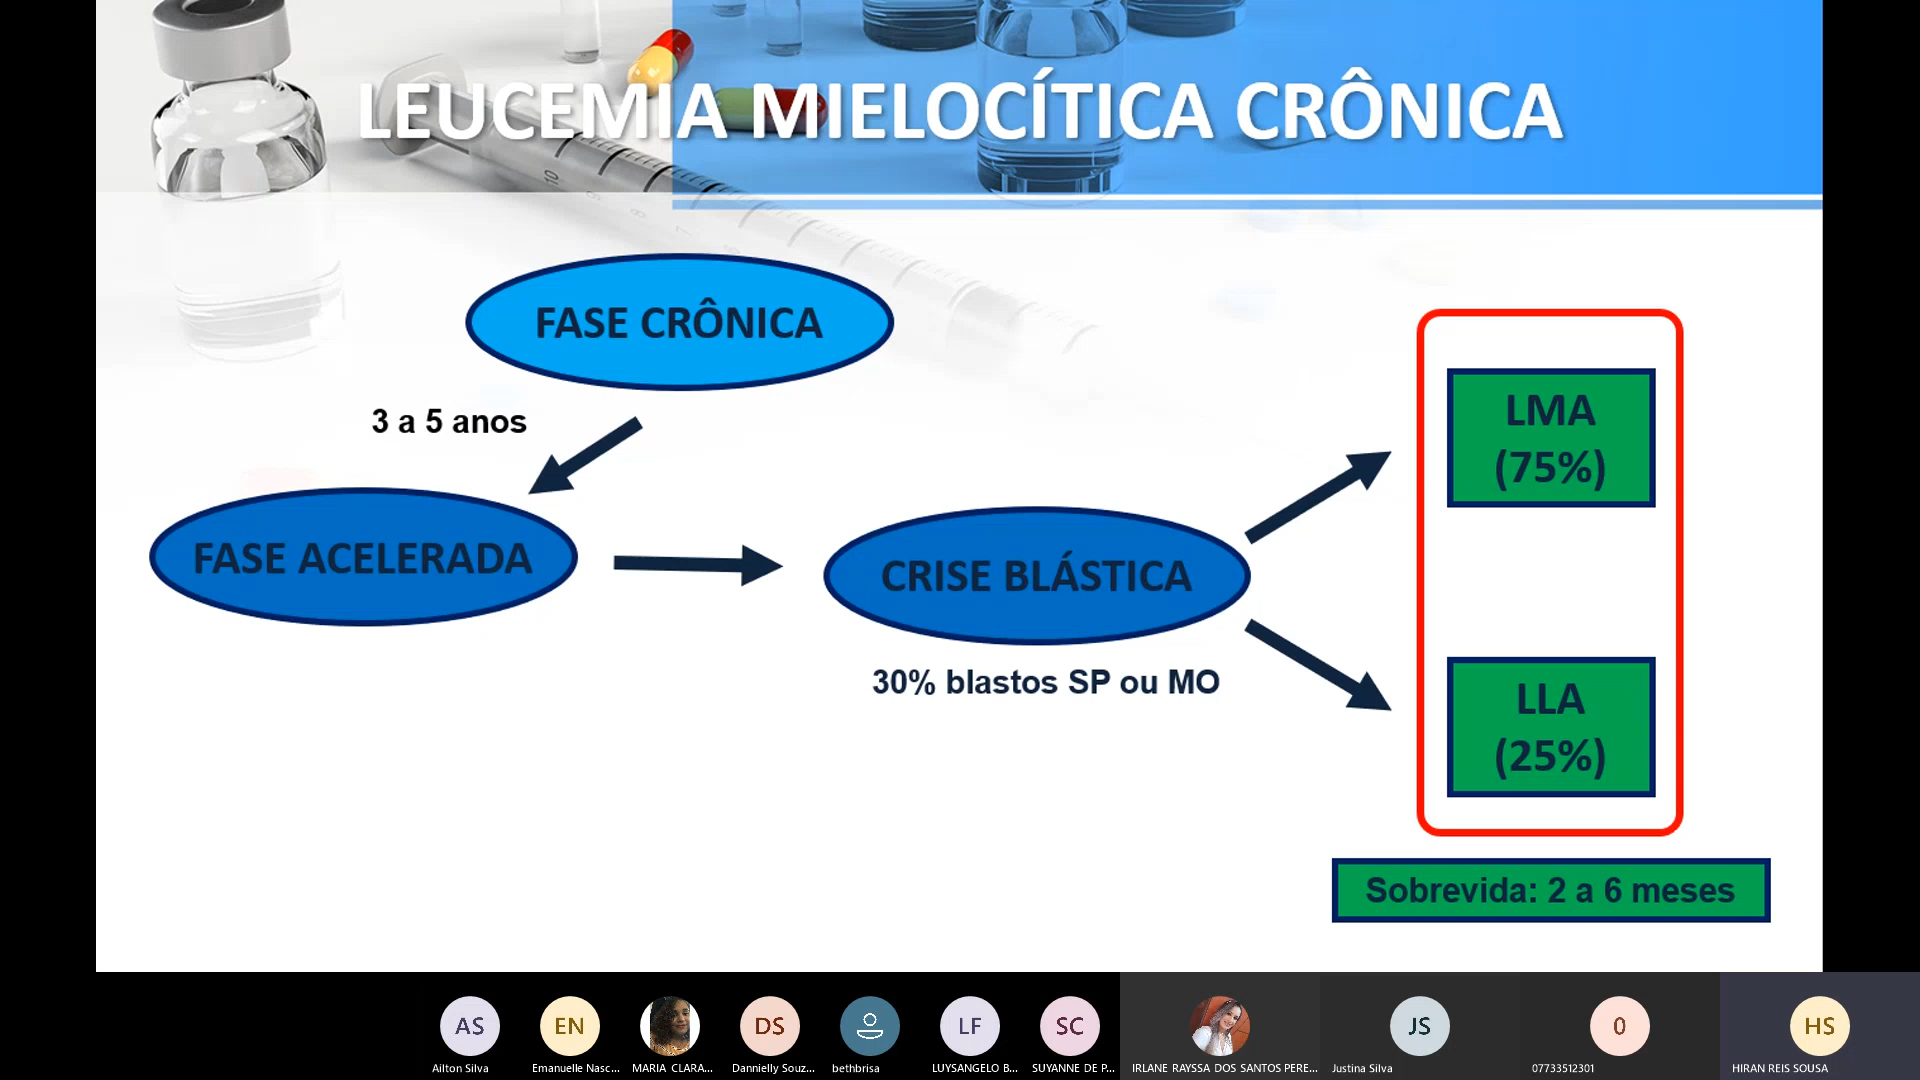 LEUCEMIA MIELOCÍTICA CRÔNICA
FASE CRÔNICA
3 a 5 anos
FASE ACELERADA
CRISE BLÁSTICA
30% blastos SP ou MO
LMA
(75%)
LLA
(25%)
Sobrevida: 2 a 6 meses
AS
EN
DS
LF
SC
JS
0
HS
Ailton Silva
Emanuelle Nasc...
MARIA CLARA...
Dannielly Souz...
bethbrisa
LUYSANGELO B...
SUYANNE DE P...
IRLANE RAYSSA DOS SANTOS PERE...
Justina Silva
07733512301
HIRAN REIS SOUSA
10